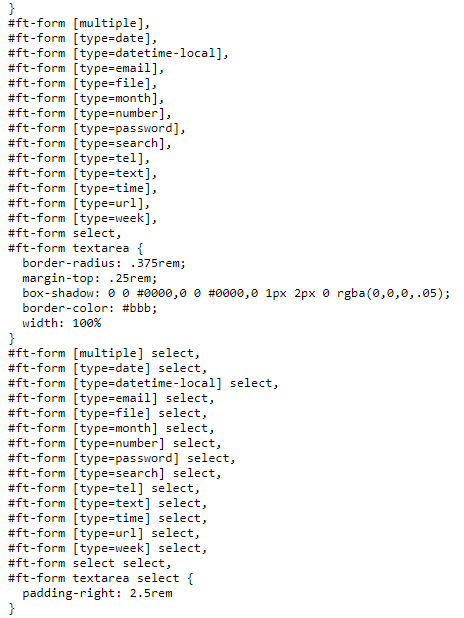 }
#ft-form [multiple],
#ft-form [type=date],
#ft-form [type=datetime-local],
#ft-form [type=email],
#ft-form [type=file],
#ft-form [type=month],
#ft-form [type=number],
#ft-form [type=password],
#ft-form [type=search],
#ft-form [type=tel],
#ft-form [type=text],
#ft-form [type=time],
#ft-form [type=url],
#ft-form [type=week],
#ft-form select,
#ft-form textarea {
  border-radius: .375rem;
  margin-top: .25rem;
  box-shadow: 0 0 #0000,0 0 #0000,0 1px 2px 0 rgba(0,0,0,.05);
  border-color: #bbb;
  width: 100%
}
#ft-form [multiple] select,
#ft-form [type=date] select,
#ft-form [type=datetime-local] select,
#ft-form [type=email] select,
#ft-form [type=file] select,
#ft-form [type=month] select,
#ft-form [type=number] select,
#ft-form [type=password] select,
#ft-form [type=search] select,
#ft-form [type=tel] select,
#ft-form [type=text] select,
#ft-form [type=time] select,
#ft-form [type=url] select,
#ft-form [type=week] select,
#ft-form select select,
#ft-form textarea select {
  padding-right: 2.5rem
}